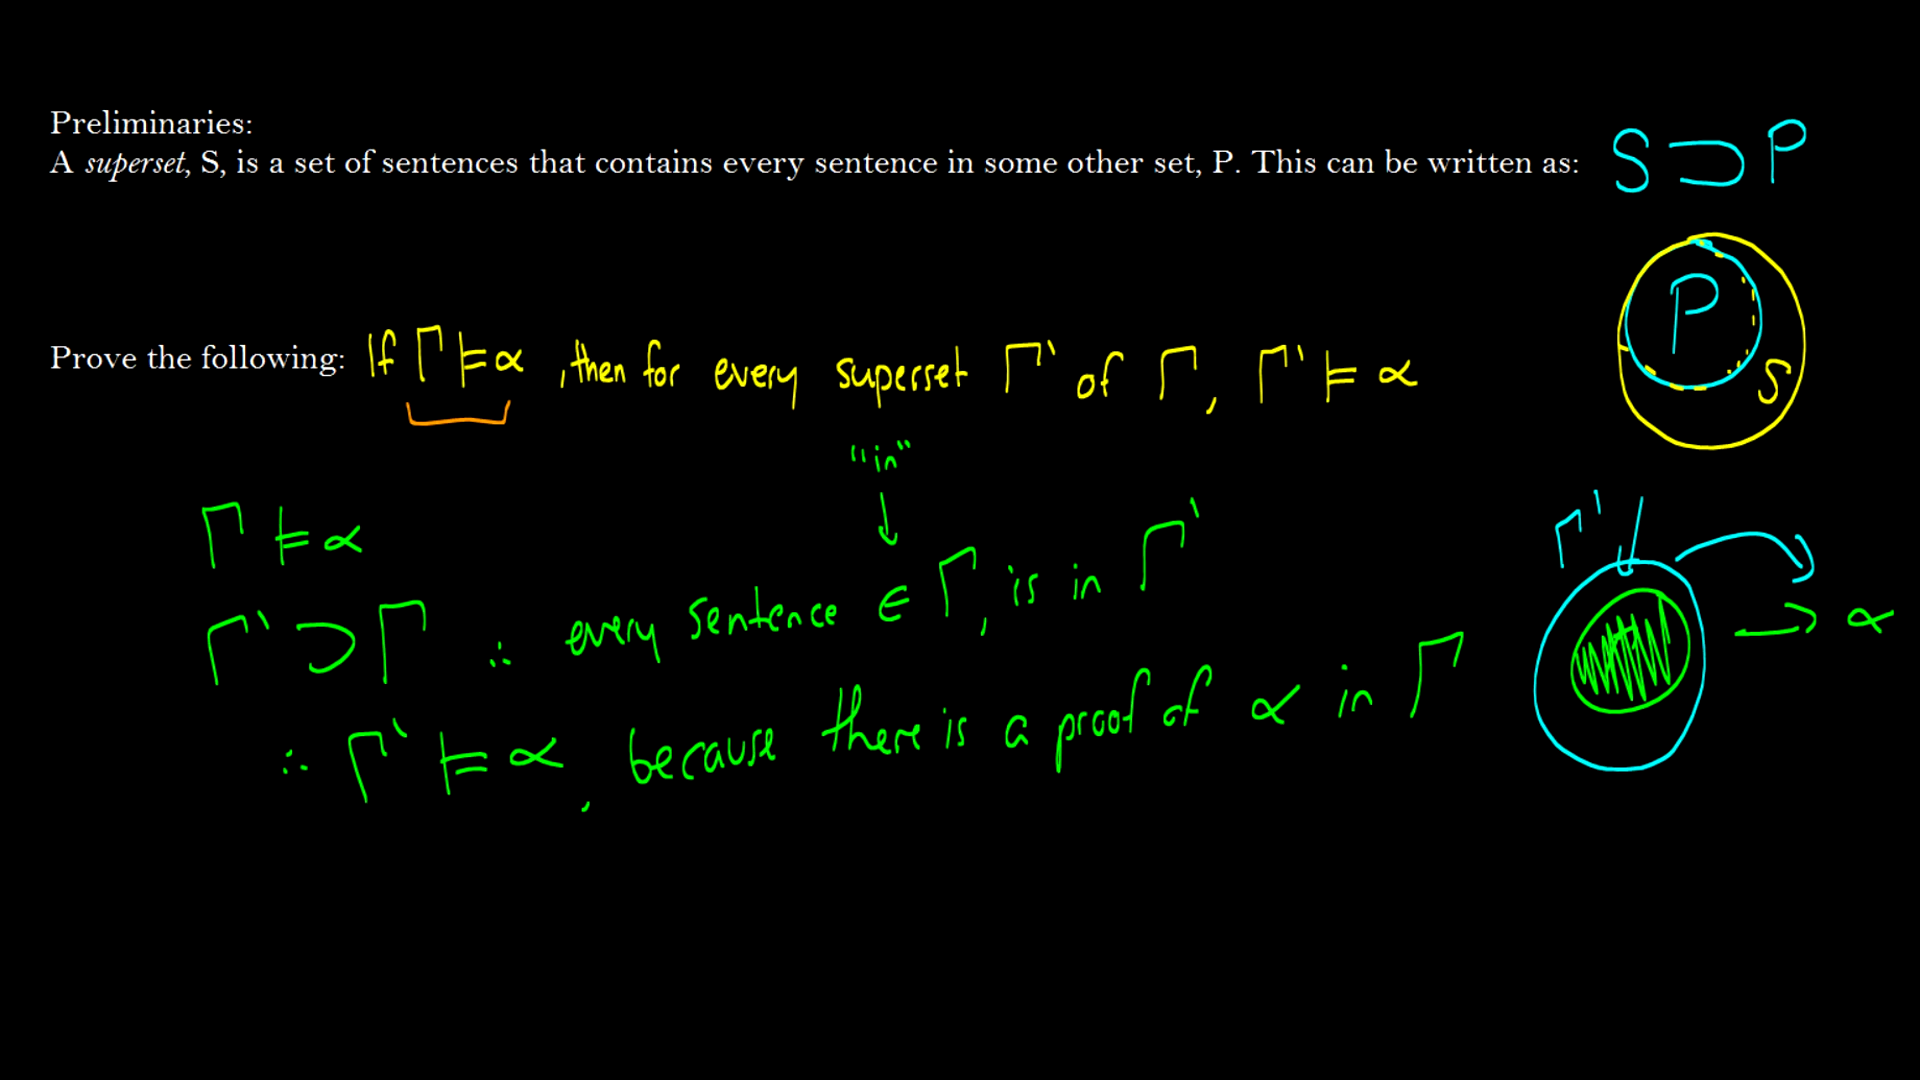 Preliminaries:
A superset, S, is a set of sentences that contains every sentence in some other set, P. This can be written as: S ⊃ P
P
S
Prove the following: If Γ ⊨ α, then for every superset Γ' of Γ, Γ' ⊨ α
"in"
Γ ⊨ α
Γ' ⊃ Γ ∴ every sentence ∈ Γ, is in Γ'
∴ Γ' ⊨ α, because there is a proof of α in Γ
Γ'
α